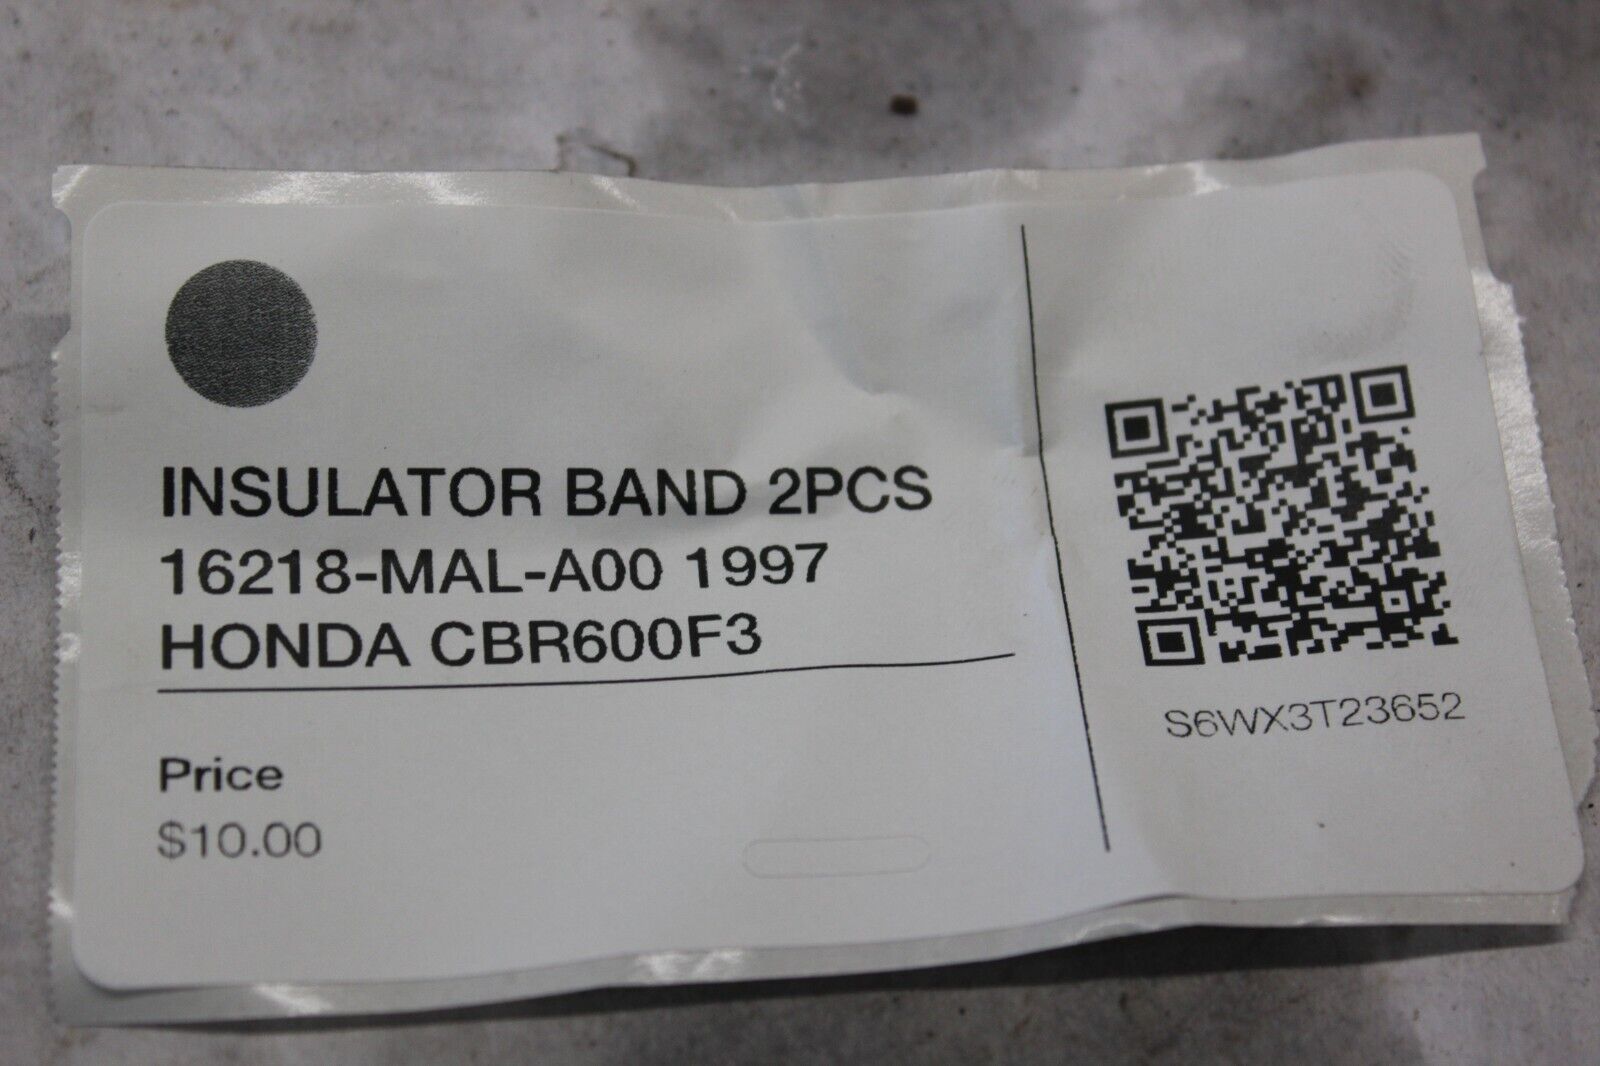 INSULATOR BAND 2PCS
16218-MAL-A00 1997
HONDA CBR600F3
Price
$10.00
S6WX3T23652